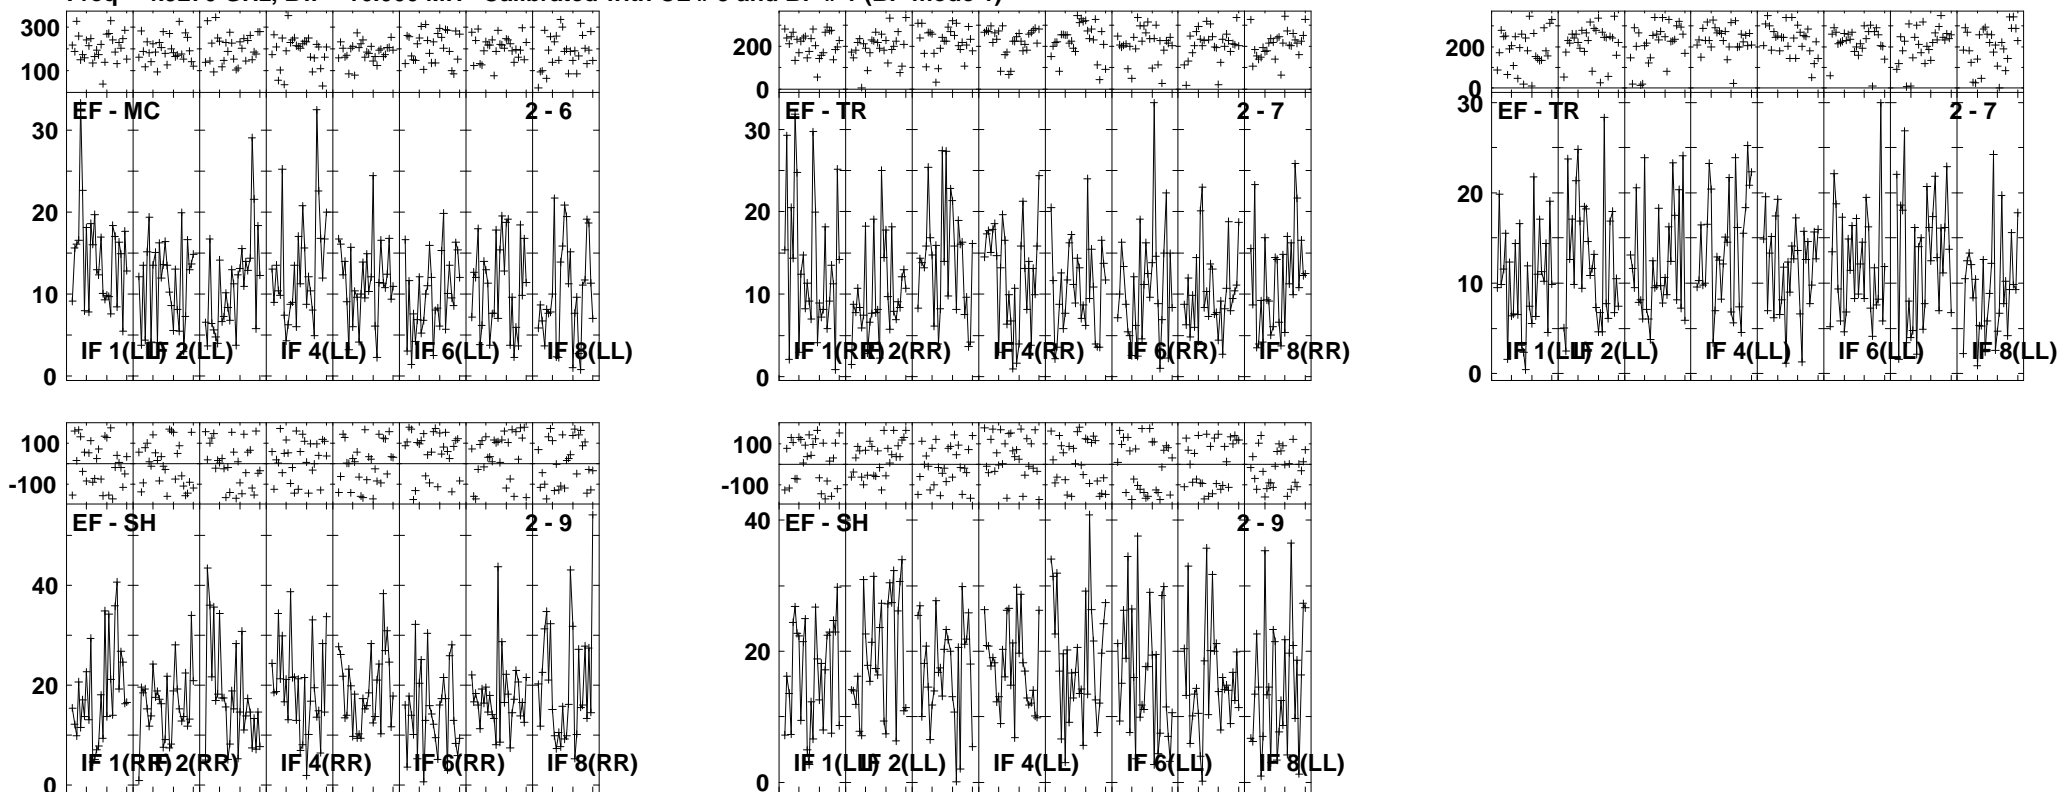 300
100
EF - MC
2 - 6
30
20
10
0
IF 1(LL)
IF 2(LL)
IF 4(LL)
IF 6(LL)
IF 8(LL)
200
0
EF - TR
2 - 7
30
20
10
0
IF 1(RR)
IF 2(RR)
IF 4(RR)
IF 6(RR)
IF 8(RR)
200
0
EF - TR
2 - 7
30
20
10
0
IF 1(LL)
IF 2(LL)
IF 4(LL)
IF 6(LL)
IF 8(LL)
100
-100
EF - SH
2 - 9
40
20
0
IF 1(RR)
IF 2(RR)
IF 4(RR)
IF 6(RR)
IF 8(RR)
100
-100
EF - SH
2 - 9
40
20
0
IF 1(LL)
IF 2(LL)
IF 4(LL)
IF 6(LL)
IF 8(LL)